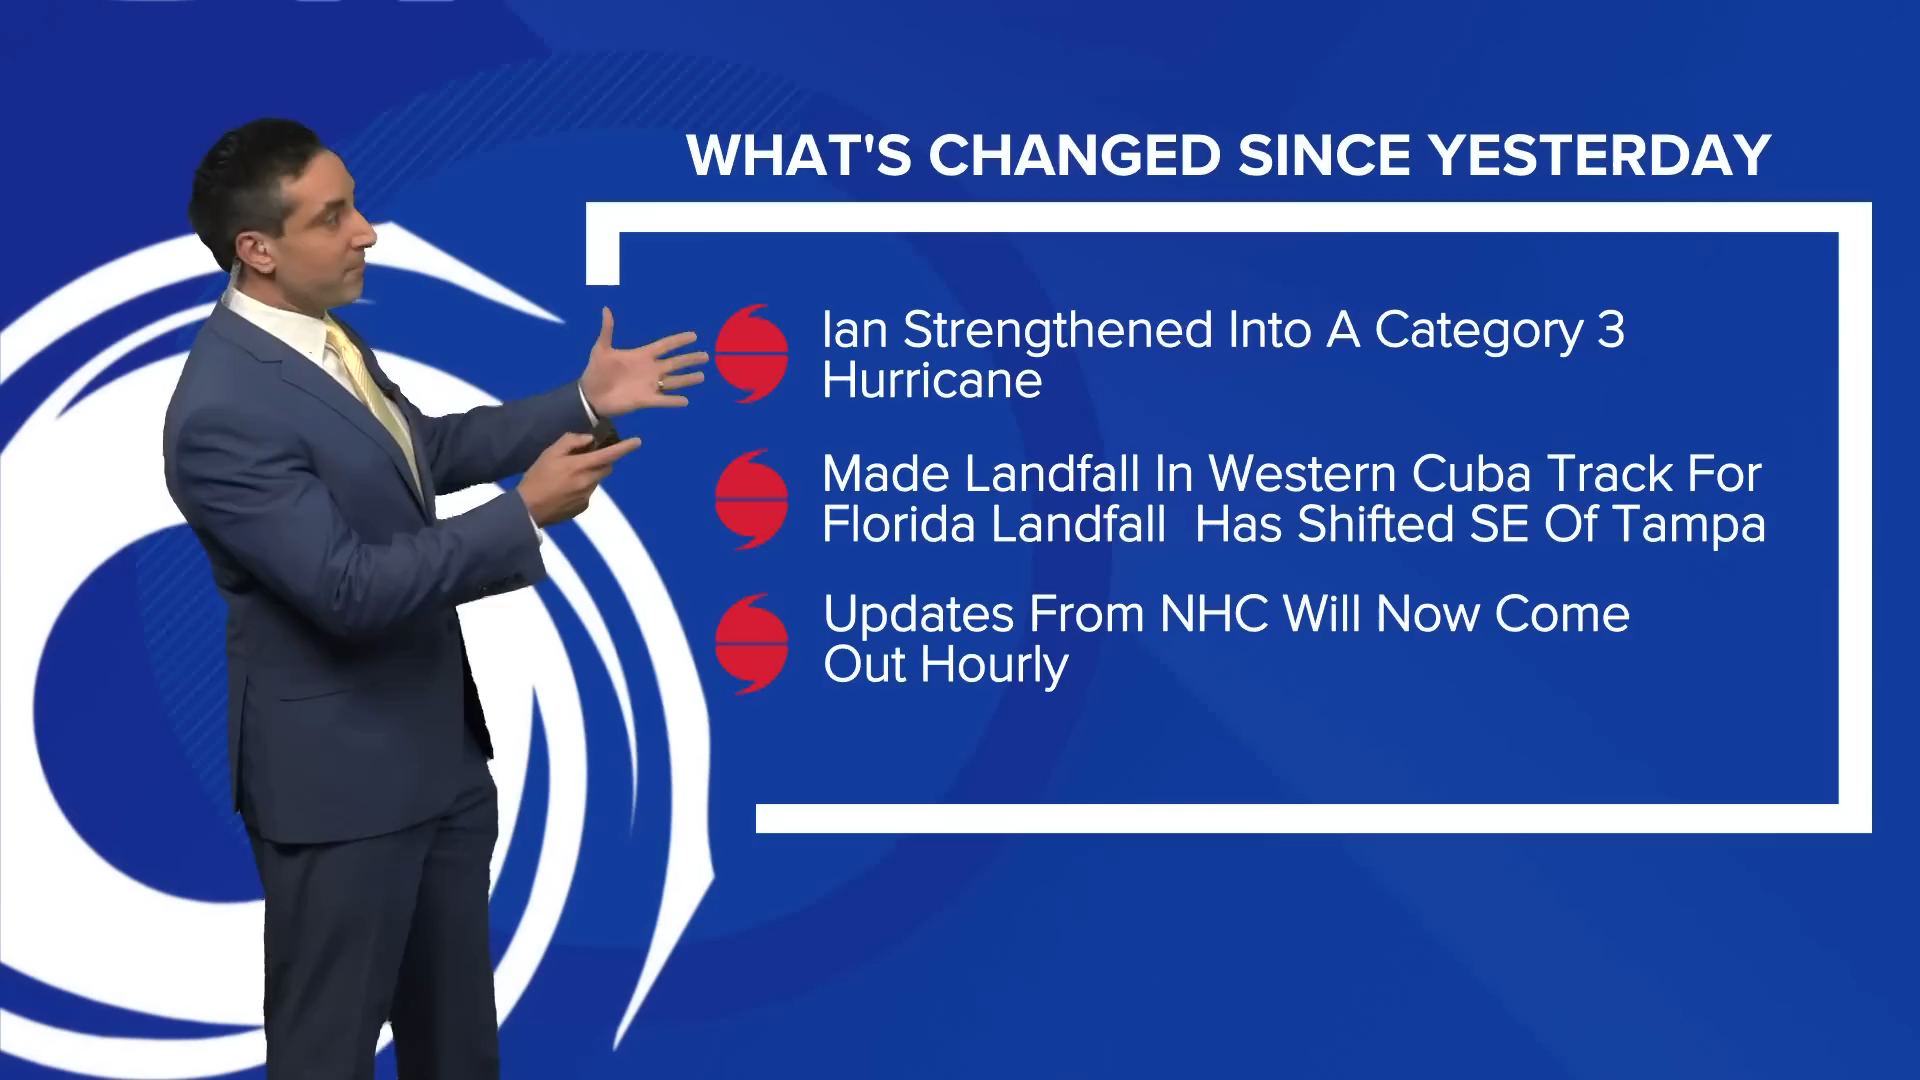 WHAT'S CHANGED SINCE YESTERDAY
Ian Strengthened Into A Category 3
Hurricane
Made Landfall In Western Cuba Track For
Florida Landfall  Has Shifted SE Of Tampa
Updates From NHC Will Now Come
Out Hourly